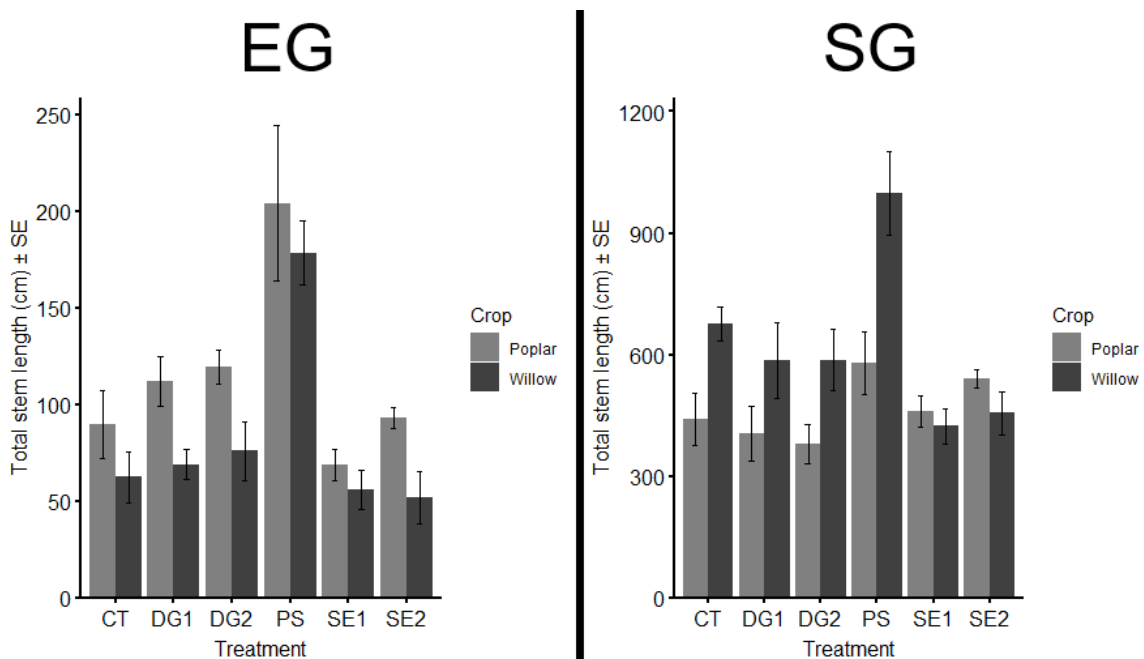 EG
250
200
150
100
50
0
Total stem length (cm) ± SE
CT DG1 DG2 PS SE1 SE2
Treatment
Crop
Poplar
Willow
SG
1200
900
600
300
0
Total stem length (cm) ± SE
CT DG1 DG2 PS SE1 SE2
Treatment
Crop
Poplar
Willow